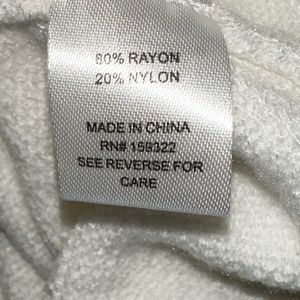 80% RAYON
20% NYLON
MADE IN CHINA
RN# 159322
SEE REVERSE FOR
CARE